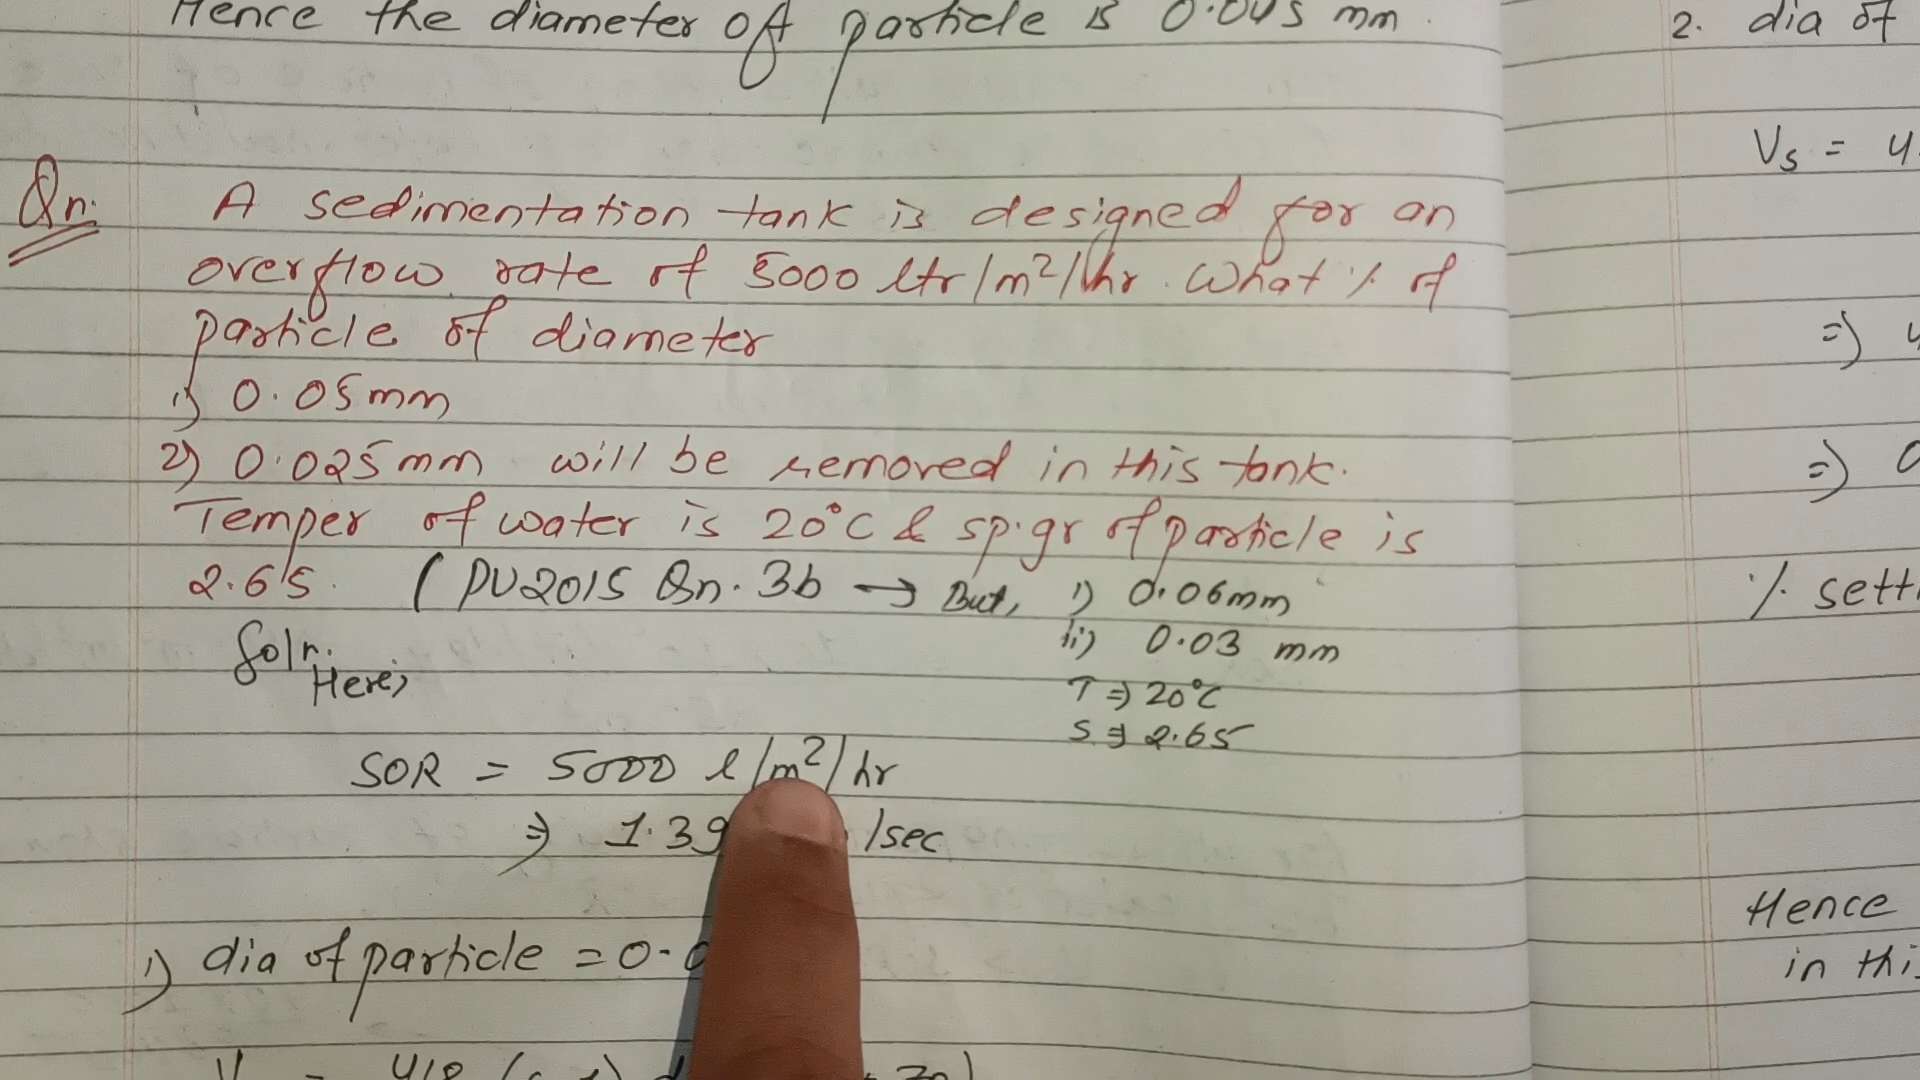 Hence the diameter of particle is 0.045 mm.
Qn. A sedimentation tank is designed for an
overflow rate of 5000 ltr/m²/hr. What % of
particle of diameter
1) 0.05mm
2) 0.025mm will be removed in this tank.
Temper of water is 20°C & sp.gr of particle is
2.65. (PU2015 Qn. 3b → But, 1) 0.06mm
ii) 0.03 mm
Soln.
Here;
T ⇒ 20°C
S ⇒ 2.65
SOR = 5000 l/m²/hr
⇒ 1.39 /sec
1) dia of particle = 0.0
2. dia of
Vs =
⇒)
⇒)
% sett
Hence
in thi